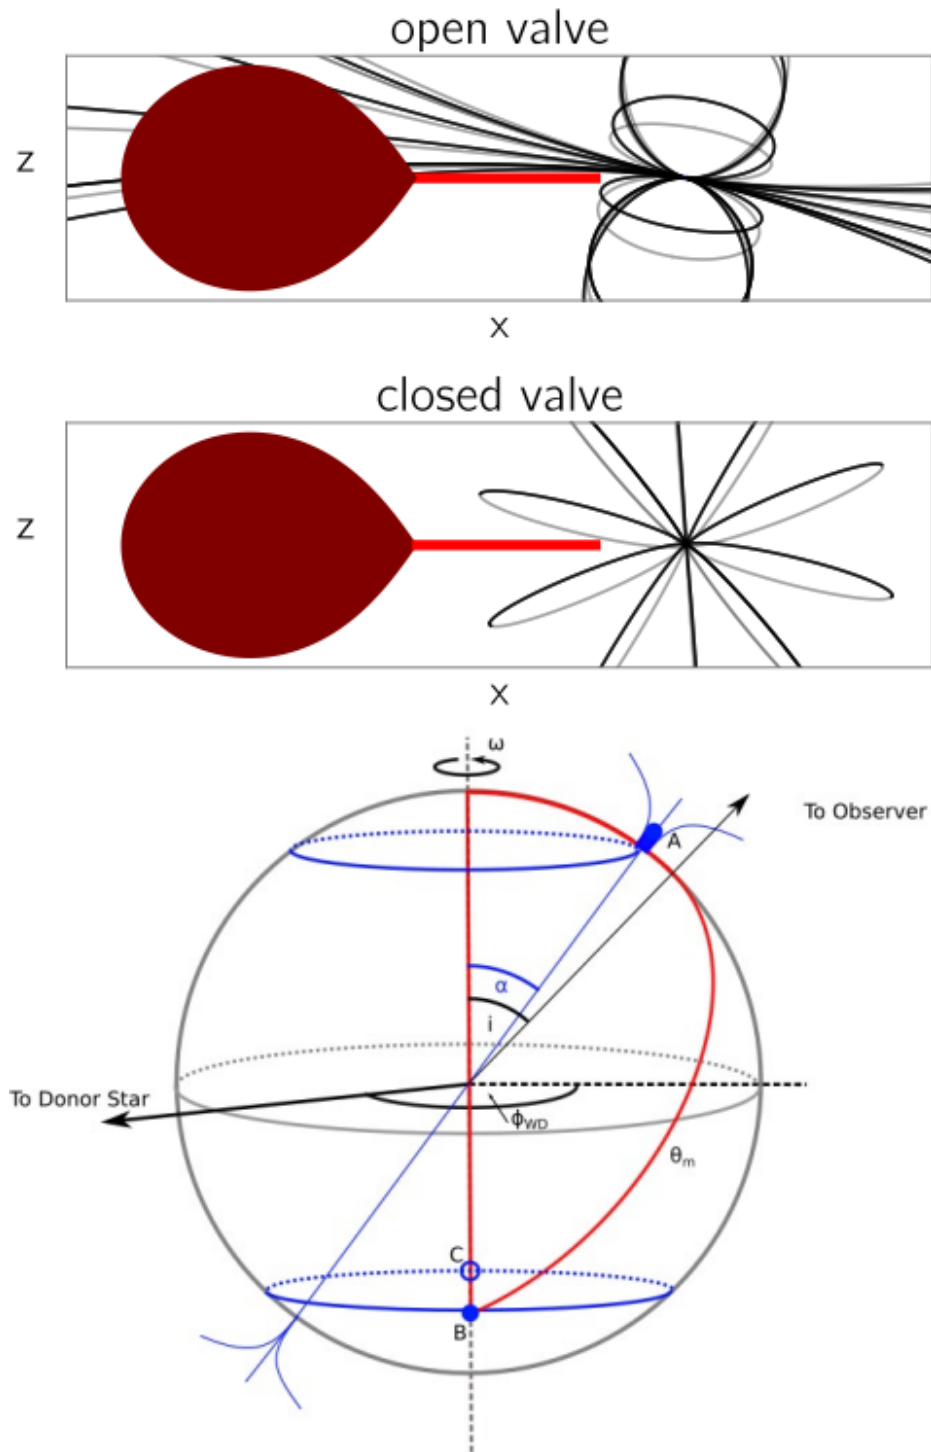 open valve
z
x
closed valve
z
x
ω
To Observer
A
α
i
To Donor Star
ϕWD
θm
C
B